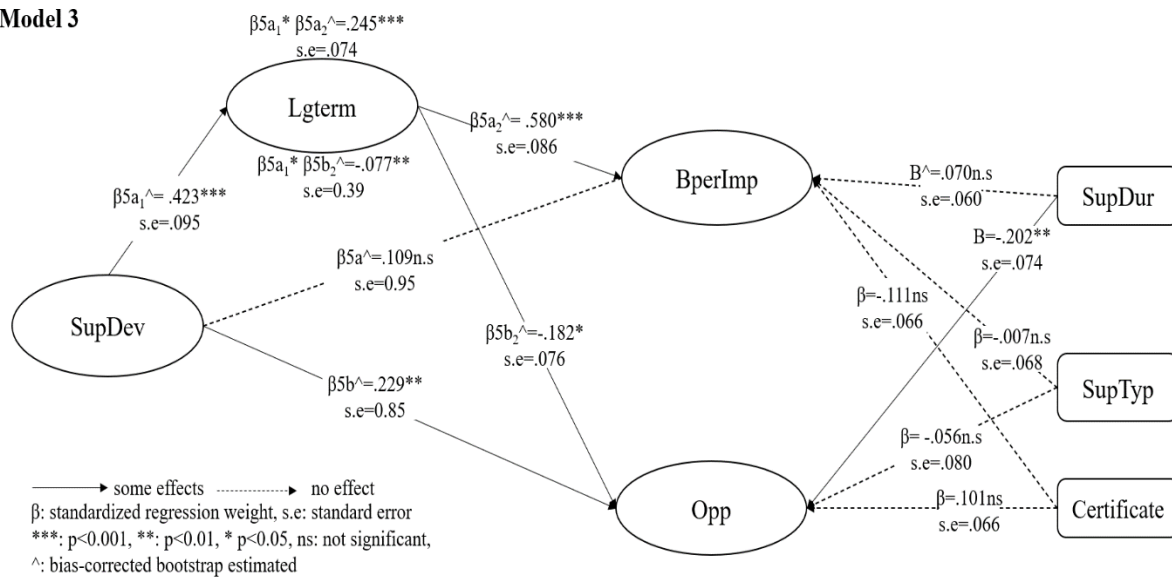 Model 3
β5a₁* β5a₂^=.245***
s.e=.074
Lgterm
β5a₁* β5b₂^=-.077**
s.e=0.39
β5a₂^= .580***
s.e=.086
BperImp
B^=.070n.s
s.e=.060
SupDur
β5a₁^= .423***
s.e=.095
B=-.202**
s.e=.074
β5a^=.109n.s
s.e=0.95
β=-.111ns
s.e=.066
SupDev
β5b₂^=-.182*
s.e=.076
β=-.007n.s
s.e=.068
SupTyp
β5b^=.229**
s.e=0.85
β= -.056n.s
s.e=.080
Opp
β=.101ns
s.e=.066
Certificate
some effects no effect
β: standardized regression weight, s.e: standard error
***: p<0.001, **: p<0.01, * p<0.05, ns: not significant,
^: bias-corrected bootstrap estimated